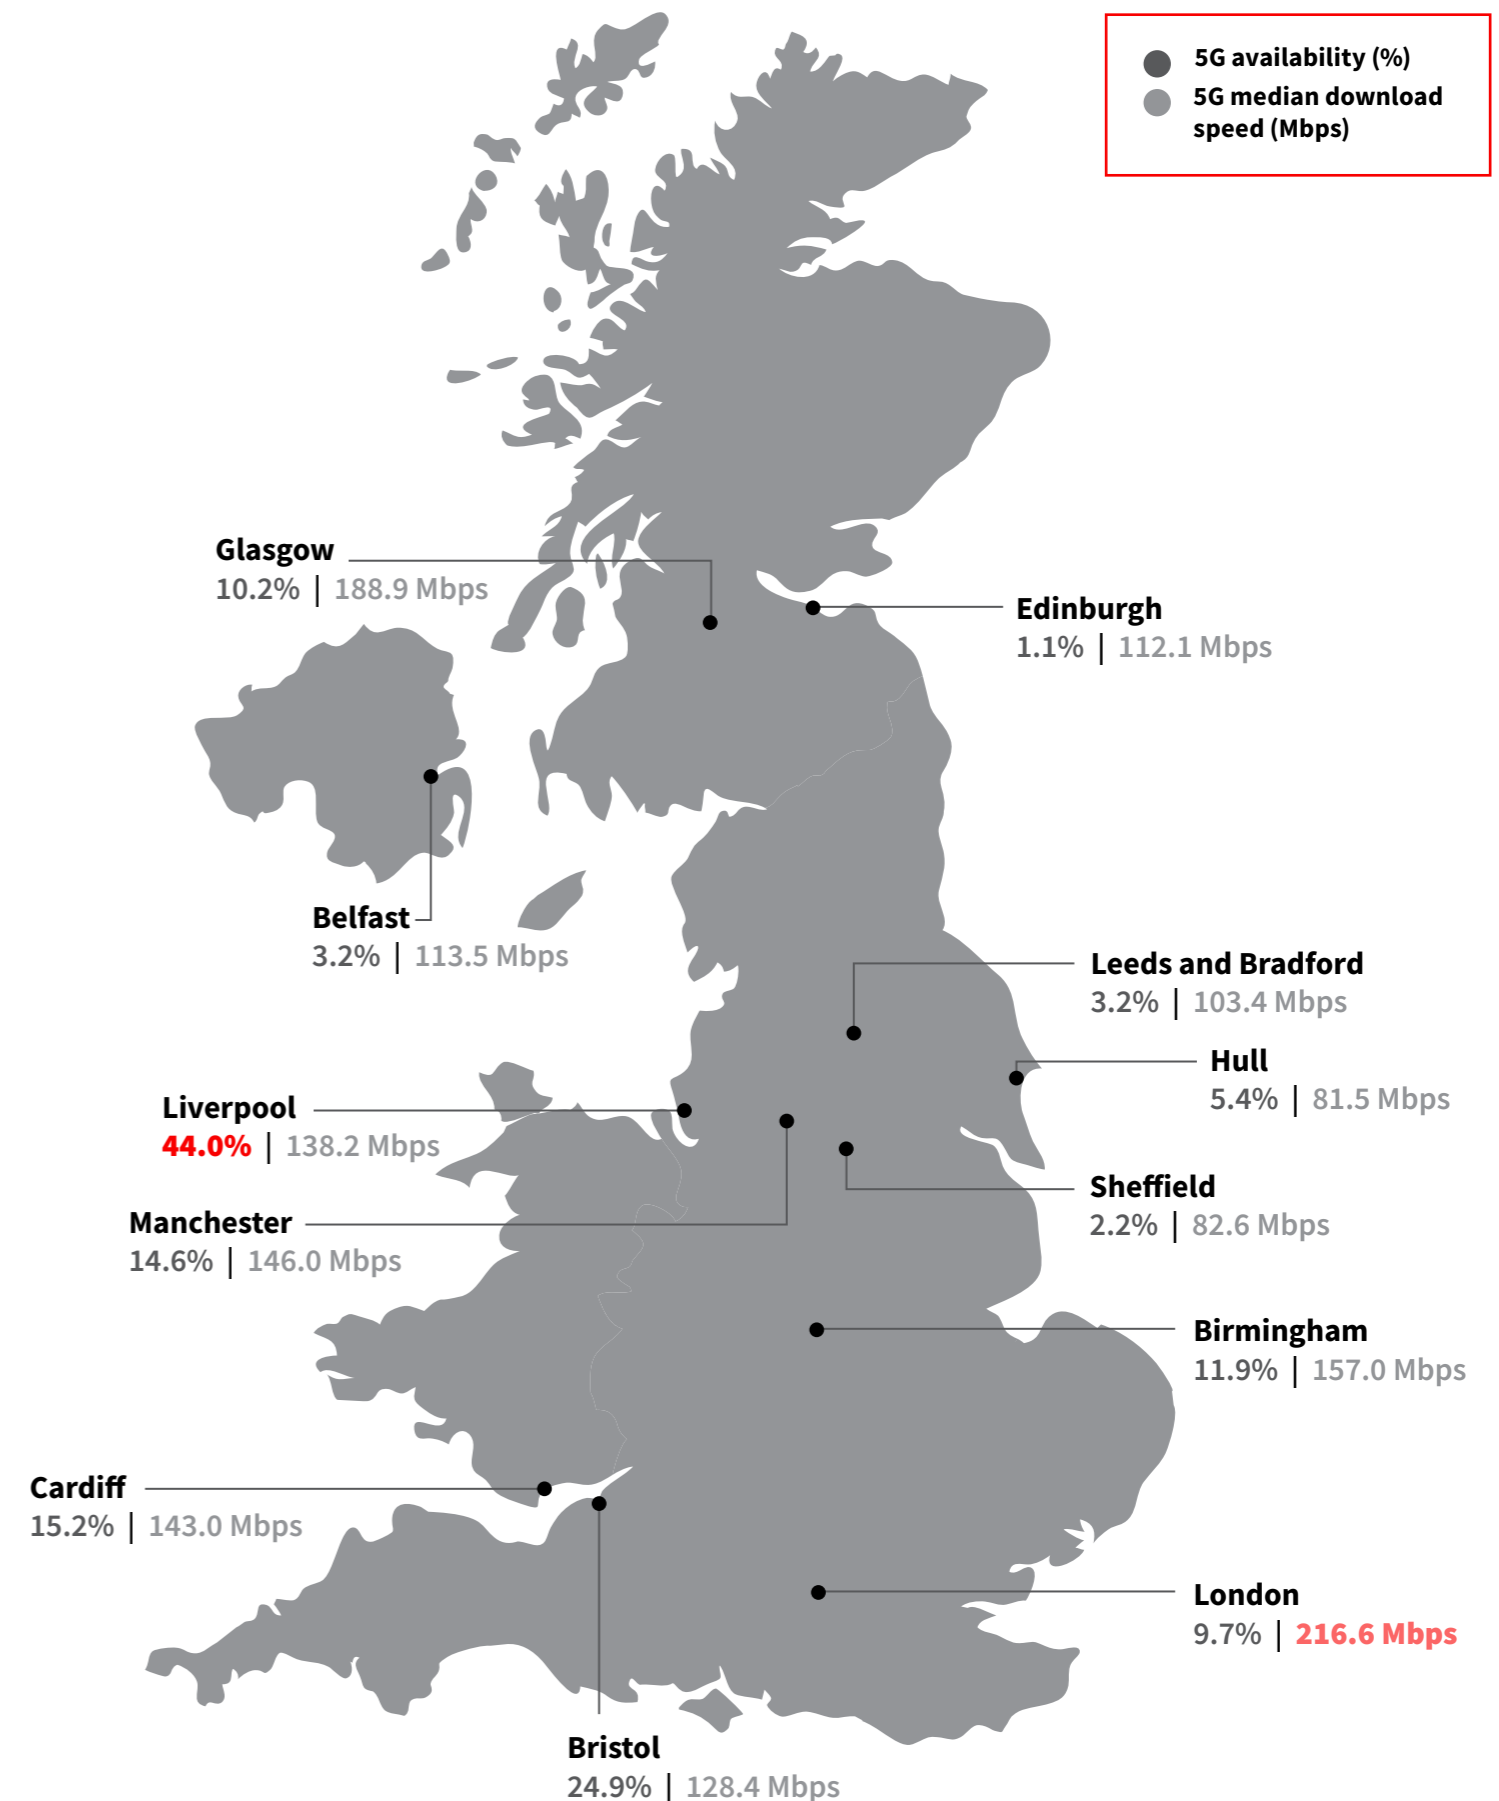 5G availability (%)
5G median download
speed (Mbps)
Glasgow
10.2% | 188.9 Mbps
Edinburgh
1.1% | 112.1 Mbps
Belfast
3.2% | 113.5 Mbps
Leeds and Bradford
3.2% | 103.4 Mbps
Hull
5.4% | 81.5 Mbps
Liverpool
44.0% | 138.2 Mbps
Sheffield
2.2% | 82.6 Mbps
Manchester
14.6% | 146.0 Mbps
Birmingham
11.9% | 157.0 Mbps
Cardiff
15.2% | 143.0 Mbps
London
9.7% | 216.6 Mbps
Bristol
24.9% | 128.4 Mbps